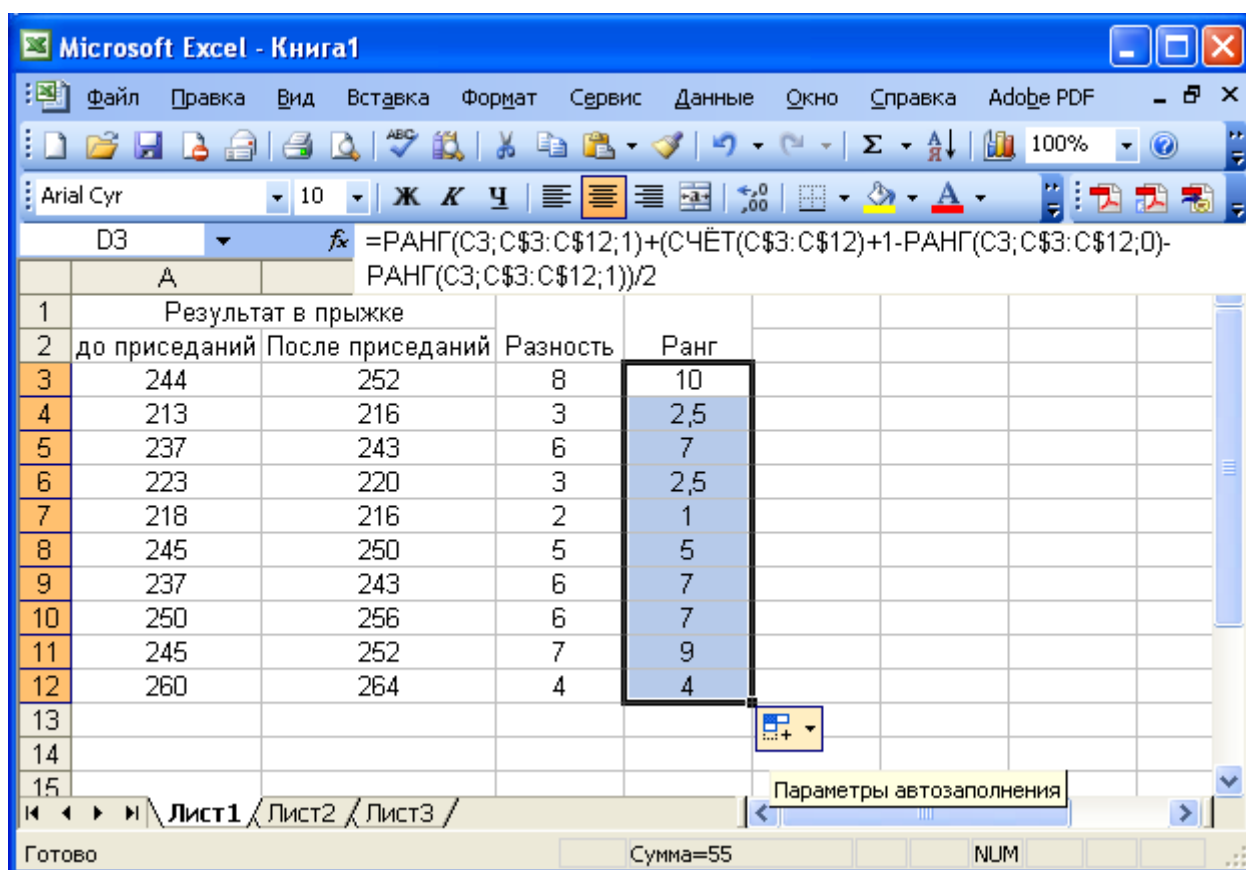 Microsoft Excel - Книга1
Файл Правка Вид Вставка Формат Сервис Данные Окно Справка Adobe PDF
ABC Σ А Я 100%
Arial Cyr 10 Ж К Ч ,0 ,00 A
D3 fx =РАНГ(C3;C$3:C$12;1)+(СЧЁТ(C$3:C$12)+1-РАНГ(C3;C$3:C$12;0)-
РАНГ(C3;C$3:C$12;1))/2
A
1 Результат в прыжке
2 до приседаний После приседаний Разность Ранг
3 244 252 8 10
4 213 216 3 2,5
5 237 243 6 7
6 223 220 3 2,5
7 218 216 2 1
8 245 250 5 5
9 237 243 6 7
10 250 256 6 7
11 245 252 7 9
12 260 264 4 4
13
14
15
Параметры автозаполнения
Лист1 Лист2 Лист3
Готово Сумма=55 NUM